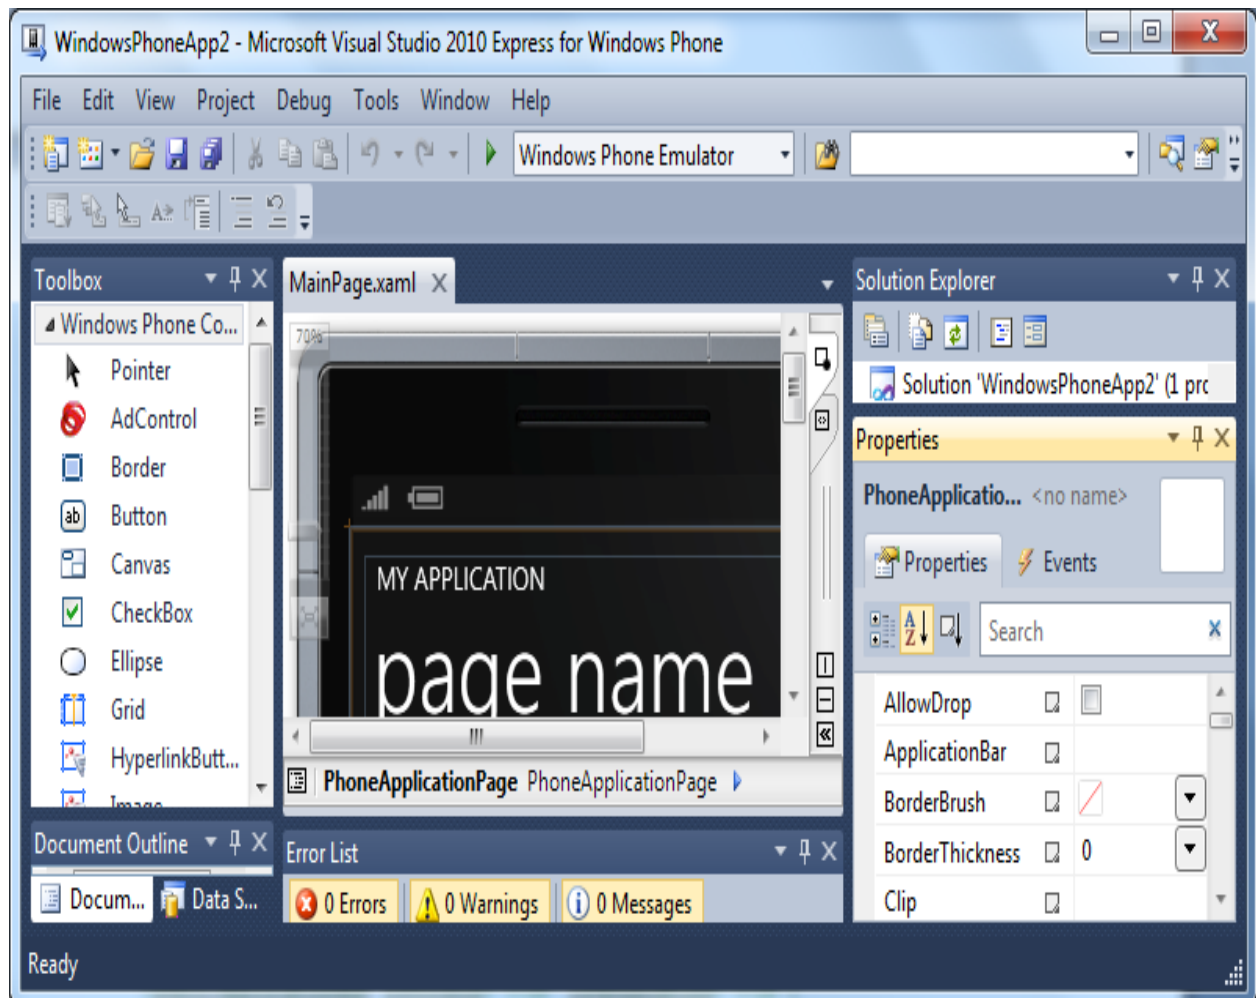 WindowsPhoneApp2 - Microsoft Visual Studio 2010 Express for Windows Phone
File Edit View Project Debug Tools Window Help
Windows Phone Emulator
Toolbox
Windows Phone Co...
Pointer
AdControl
Border
ab Button
Canvas
CheckBox
Ellipse
Grid
HyperlinkButt...
Image
Document Outline
Docum... Data S...
MainPage.xaml
70%
MY APPLICATION
page name
PhoneApplicationPage PhoneApplicationPage
Error List
0 Errors 0 Warnings 0 Messages
Solution Explorer
Solution 'WindowsPhoneApp2' (1 prc
Properties
PhoneApplicatio... <no name>
Properties Events
AZ Search
AllowDrop
ApplicationBar
BorderBrush
BorderThickness 0
Clip
Ready